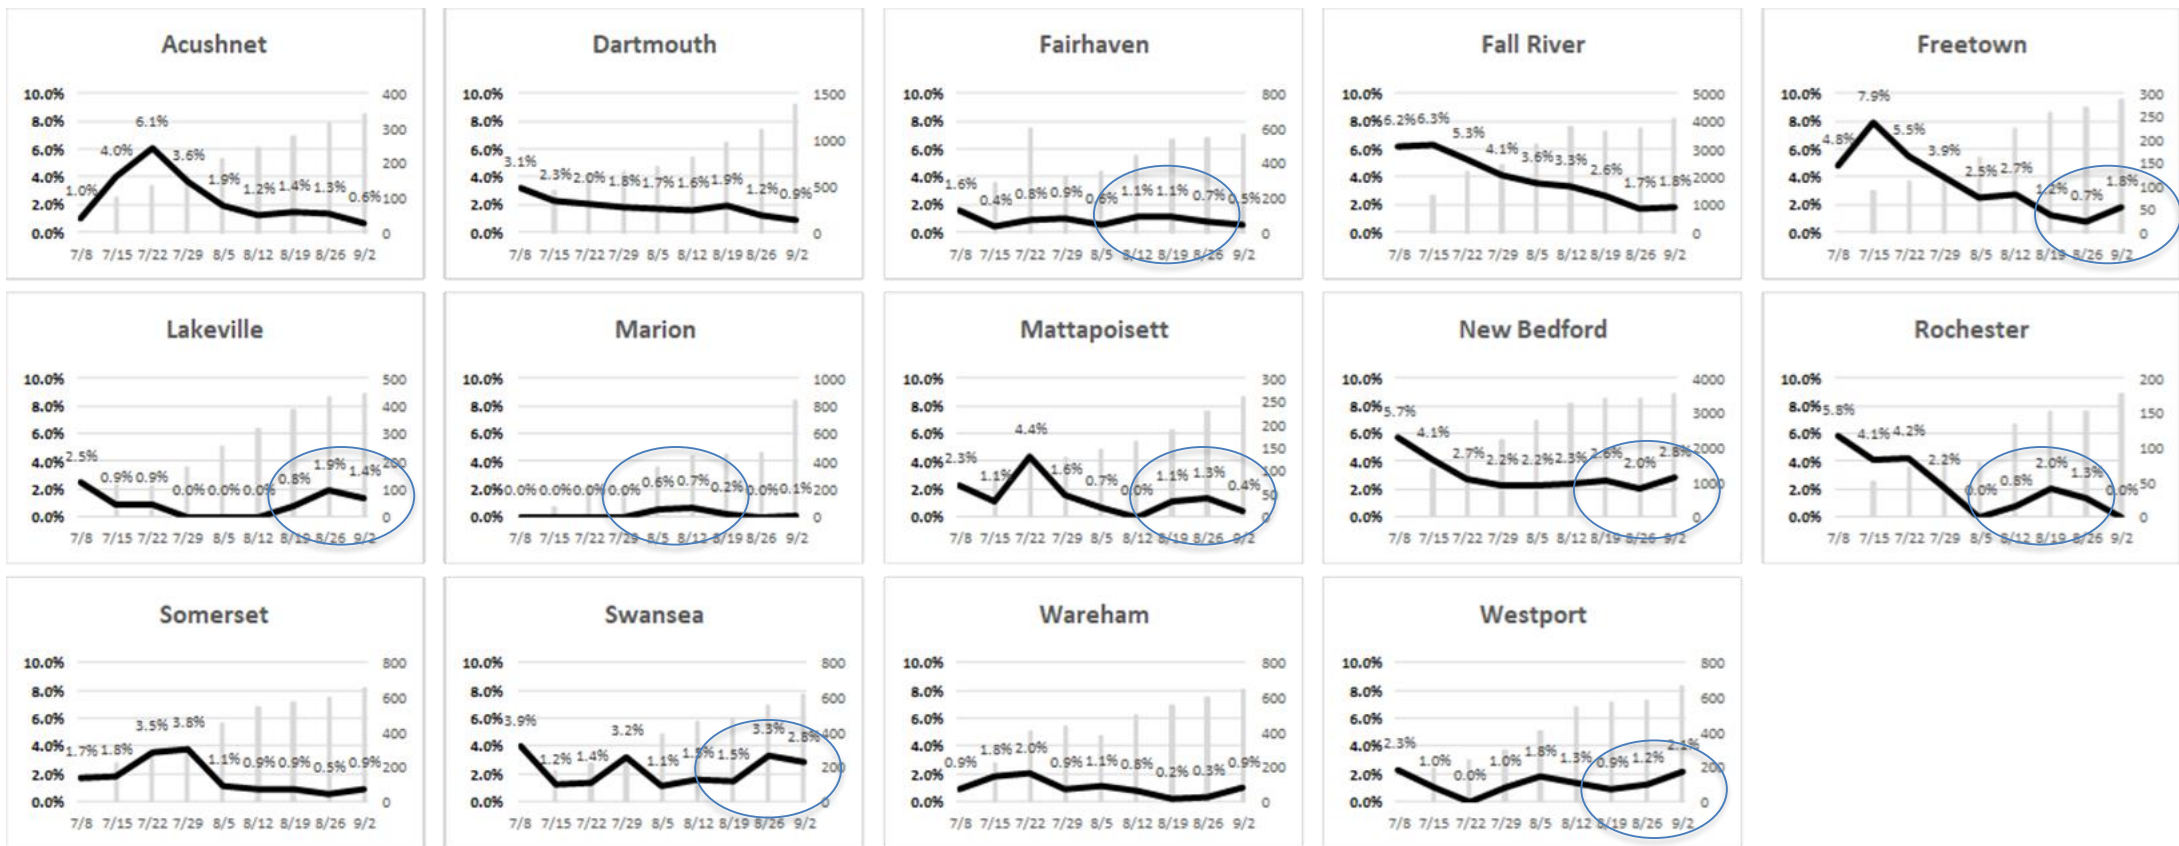 Acushnet
10.0% 400
8.0% 6.1% 300
6.0% 4.0% 3.6% 200
4.0% 1.0% 1.9% 1.2% 1.4% 1.3% 100
2.0% 0.6%
0.0% 0
7/8 7/15 7/22 7/29 8/5 8/12 8/19 8/26 9/2
Dartmouth
10.0% 1500
8.0% 1000
6.0% 3.1%
4.0% 2.3% 2.0% 1.8% 1.7% 1.6% 1.9% 1.2% 0.9% 500
2.0%
0.0% 0
7/8 7/15 7/22 7/29 8/5 8/12 8/19 8/26 9/2
Fairhaven
10.0% 800
8.0% 600
6.0% 400
4.0% 1.6% 0.4% 0.8% 0.9% 0.6% 1.1% 1.1% 0.7% 0.5% 200
2.0%
0.0% 0
7/8 7/15 7/22 7/29 8/5 8/12 8/19 8/26 9/2
Fall River
10.0% 5000
8.0% 6.2% 6.3% 5.3% 4000
6.0% 4.1% 3.6% 3.3% 3000
4.0% 2.6% 1.7% 1.8% 2000
2.0% 1000
0.0% 0
7/8 7/15 7/22 7/29 8/5 8/12 8/19 8/26 9/2
Freetown
10.0% 7.9% 300
8.0% 5.5% 250
6.0% 4.8% 3.9% 200
4.0% 2.5% 2.7% 150
2.0% 1.2% 0.7% 1.8% 100
0.0% 50
0
7/8 7/15 7/22 7/29 8/5 8/12 8/19 8/26 9/2
Lakeville
10.0% 500
8.0% 400
6.0% 300
4.0% 2.5% 0.9% 0.9% 0.8% 1.9% 1.4% 200
2.0% 0.0% 0.0% 0.0% 100
0.0% 0
7/8 7/15 7/22 7/29 8/5 8/12 8/19 8/26 9/2
Marion
10.0% 1000
8.0% 800
6.0% 600
4.0% 400
2.0% 0.0% 0.0% 0.0% 0.0% 0.6% 0.7% 0.2% 0.0% 0.1% 200
0.0% 0
7/8 7/15 7/22 7/29 8/5 8/12 8/19 8/26 9/2
Mattapoisett
10.0% 300
8.0% 250
6.0% 4.4% 200
4.0% 2.3% 1.1% 1.6% 150
2.0% 0.7% 0.0% 1.1% 1.3% 0.4% 100
0.0% 50
0
7/8 7/15 7/22 7/29 8/5 8/12 8/19 8/26 9/2
New Bedford
10.0% 4000
8.0% 5.7% 3000
6.0% 4.1%
4.0% 2.7% 2.2% 2.2% 2.3% 2.6% 2.0% 2.8% 2000
2.0% 1000
0.0% 0
7/8 7/15 7/22 7/29 8/5 8/12 8/19 8/26 9/2
Rochester
10.0% 200
8.0% 5.8% 150
6.0% 4.1% 4.2%
4.0% 2.2% 100
2.0% 0.0% 0.8% 2.0% 1.3% 0.0% 50
0.0% 0
7/8 7/15 7/22 7/29 8/5 8/12 8/19 8/26 9/2
Somerset
10.0% 800
8.0% 600
6.0% 3.5% 3.8%
4.0% 1.7% 1.8% 400
2.0% 1.1% 0.9% 0.9% 0.5% 0.9% 200
0.0% 0
7/8 7/15 7/22 7/29 8/5 8/12 8/19 8/26 9/2
Swansea
10.0% 800
8.0% 600
6.0% 3.9% 3.2% 3.3% 2.8%
4.0% 1.2% 1.4% 1.1% 1.5% 1.5% 400
2.0% 200
0.0% 0
7/8 7/15 7/22 7/29 8/5 8/12 8/19 8/26 9/2
Wareham
10.0% 800
8.0% 600
6.0% 400
4.0% 0.9% 1.8% 2.0% 0.9% 1.1% 0.8% 0.2% 0.3% 0.9%
2.0% 200
0.0% 0
7/8 7/15 7/22 7/29 8/5 8/12 8/19 8/26 9/2
Westport
10.0% 800
8.0% 600
6.0% 400
4.0% 2.3% 1.0% 0.0% 1.0% 1.8% 1.3% 0.9% 1.2% 2.1%
2.0% 200
0.0% 0
7/8 7/15 7/22 7/29 8/5 8/12 8/19 8/26 9/2